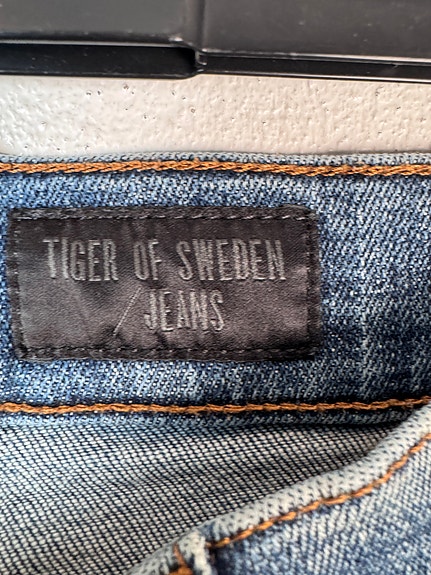 TIGER OF SWEDEN
/ JEANS